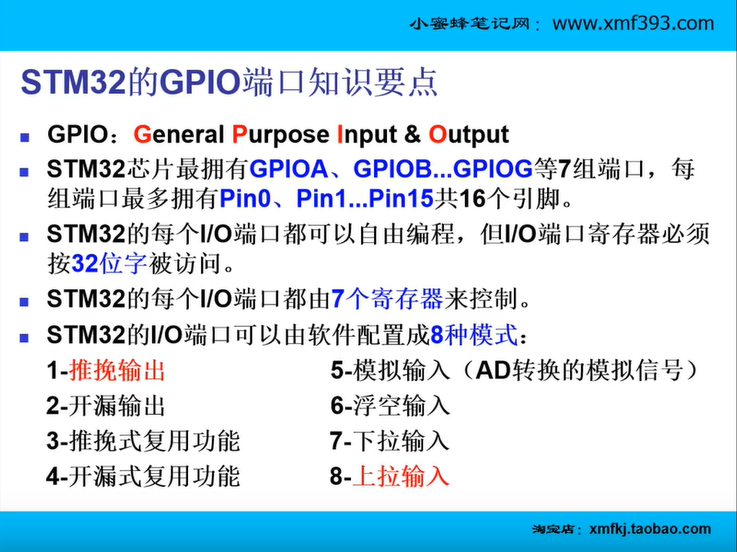 小蜜蜂笔记网：www.xmf393.com
STM32的GPIO端口知识要点
GPIO：General Purpose Input & Output
STM32芯片最拥有GPIOA、GPIOB...GPIOG等7组端口，每
组端口最多拥有Pin0、Pin1...Pin15共16个引脚。
STM32的每个I/O端口都可以自由编程，但I/O端口寄存器必须
按32位字被访问。
STM32的每个I/O端口都由7个寄存器来控制。
STM32的I/O端口可以由软件配置成8种模式：
1-推挽输出
2-开漏输出
3-推挽式复用功能
4-开漏式复用功能
5-模拟输入（AD转换的模拟信号）
6-浮空输入
7-下拉输入
8-上拉输入
淘宝店：xmfkj.taobao.com